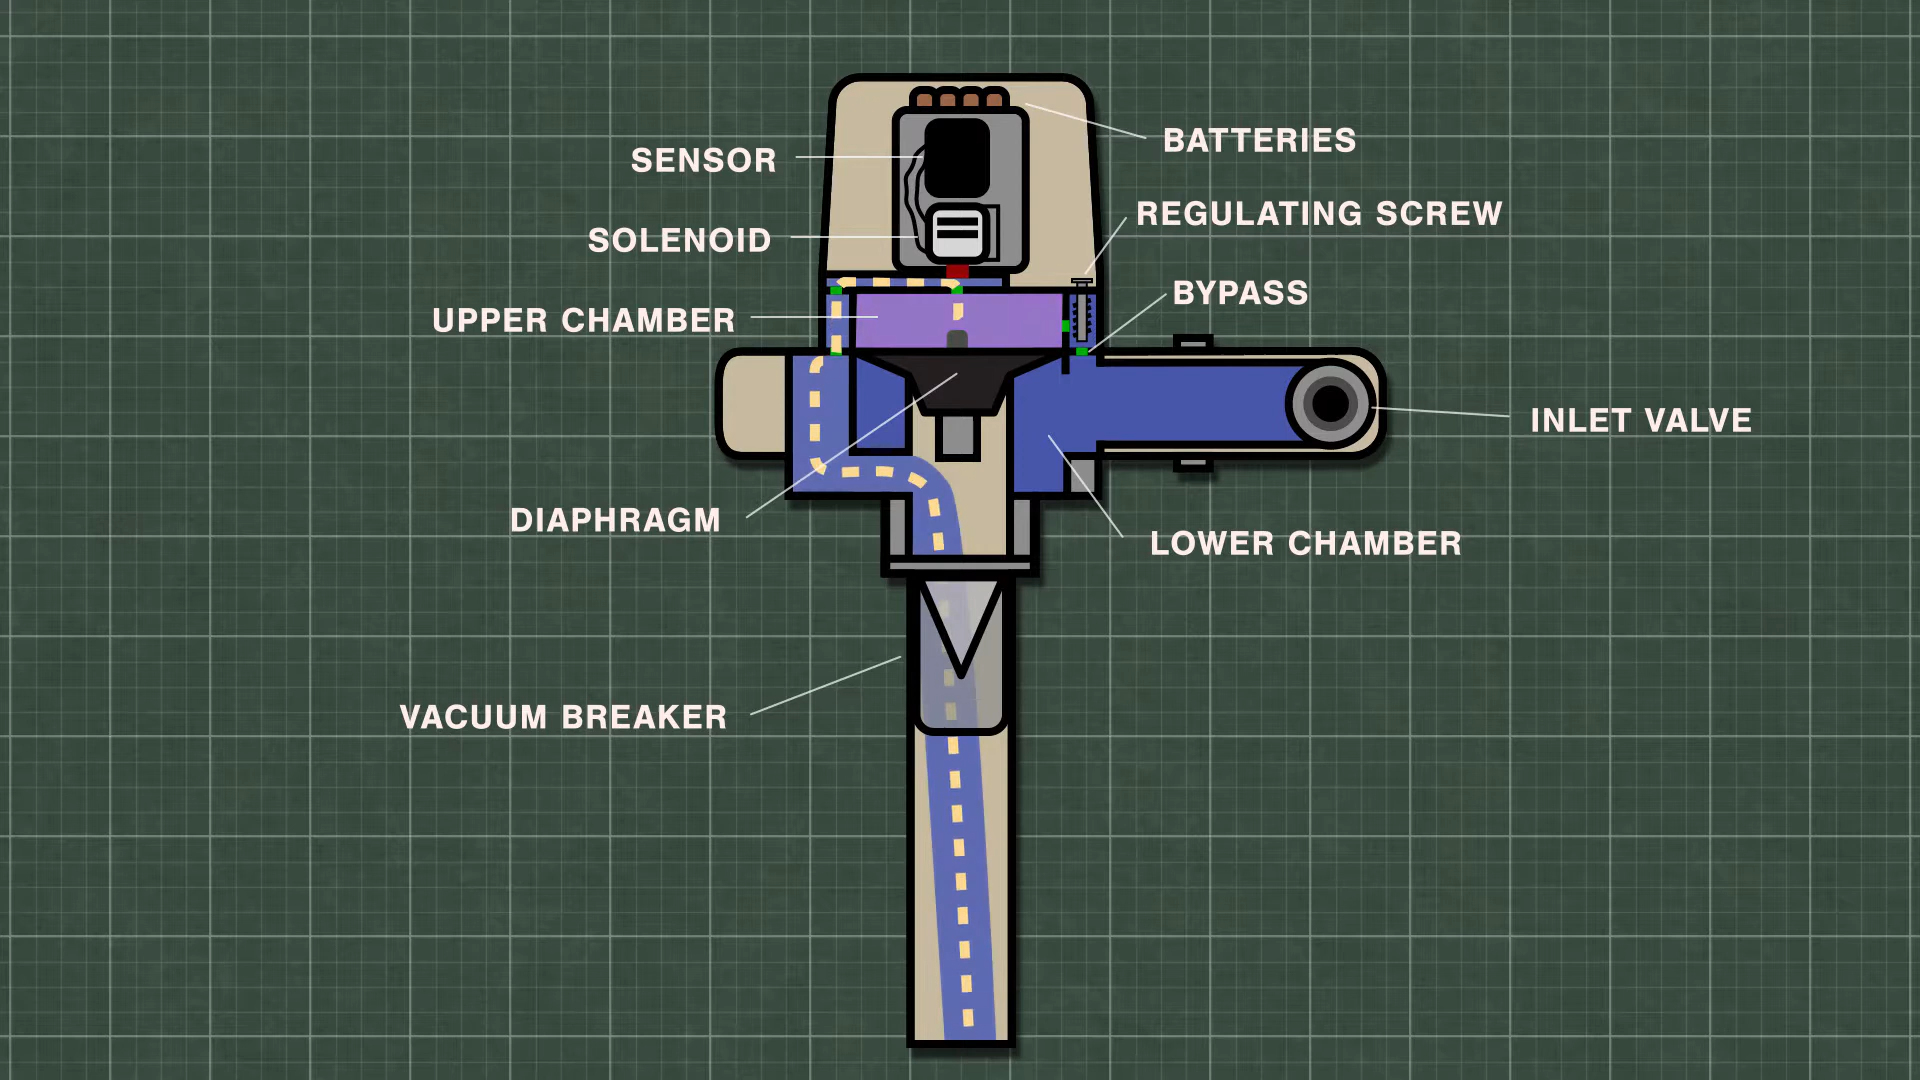 BATTERIES
SENSOR
REGULATING SCREW
SOLENOID
BYPASS
UPPER CHAMBER
INLET VALVE
DIAPHRAGM
LOWER CHAMBER
VACUUM BREAKER